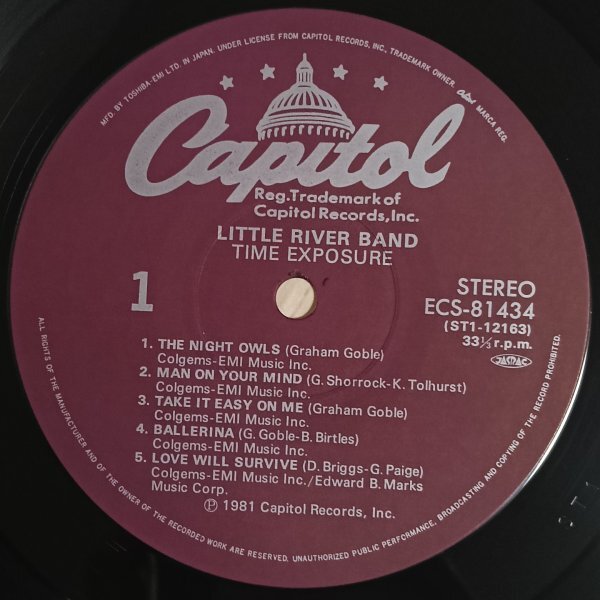 MFD. BY TOSHIBA-EMI LTD. IN JAPAN. UNDER LICENSE FROM CAPITOL RECORDS, INC., TRADEMARK OWNER. Capitol MARCA REG.
Capitol
Reg.Trademark of
Capitol Records,Inc.
LITTLE RIVER BAND
TIME EXPOSURE
1
STEREO
ECS-81434
(ST1-12163)
33⅓ r.p.m.
JASRAC
1. THE NIGHT OWLS (Graham Goble)
Colgems-EMI Music Inc.
2. MAN ON YOUR MIND (G. Shorrock-K. Tolhurst)
Colgems-EMI Music Inc.
3. TAKE IT EASY ON ME (Graham Goble)
Colgems-EMI Music Inc.
4. BALLERINA (G. Goble-B. Birtles)
Colgems-EMI Music Inc.
5. LOVE WILL SURVIVE (D. Briggs-G. Paige)
Colgems-EMI Music Inc./Edward B. Marks
Music Corp.
℗ 1981 Capitol Records, Inc.
ALL RIGHTS OF THE MANUFACTURER AND OF THE OWNER OF THE RECORDED WORK ARE RESERVED. UNAUTHORIZED PUBLIC PERFORMANCE, BROADCASTING AND COPYING OF THE RECORD PROHIBITED.